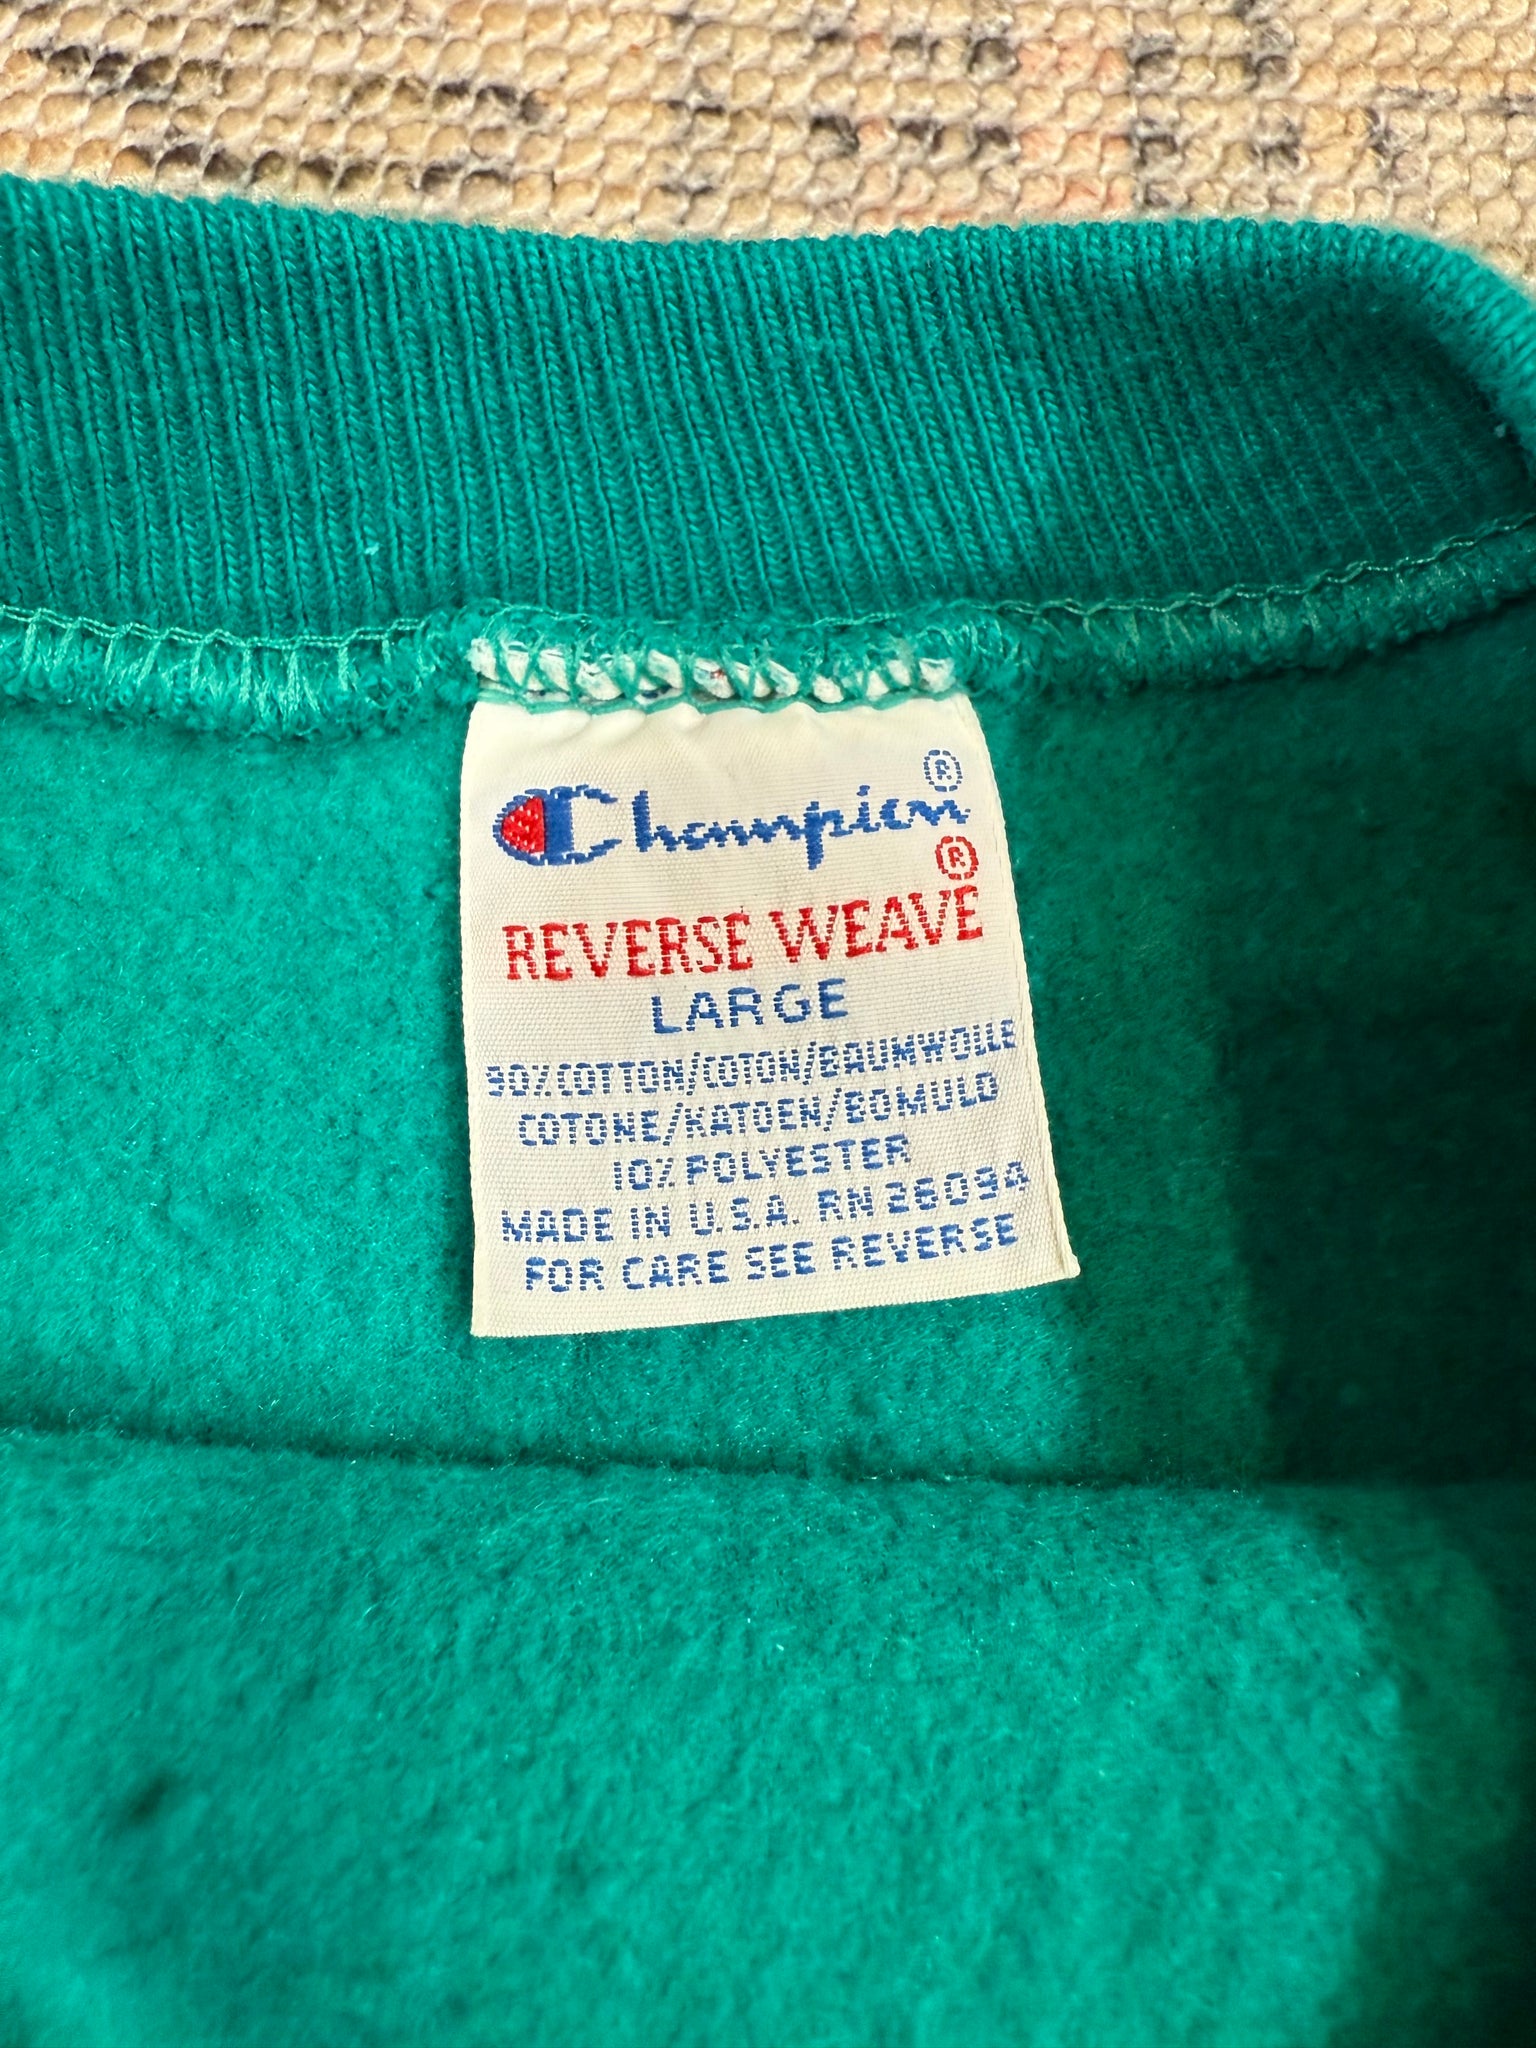 Champion ®
REVERSE WEAVE ®
LARGE
90% COTTON/COTON/BAUMWOLLE
COTONE/KATOEN/BOMULD
10% POLYESTER
MADE IN U.S.A. RN 26094
FOR CARE SEE REVERSE